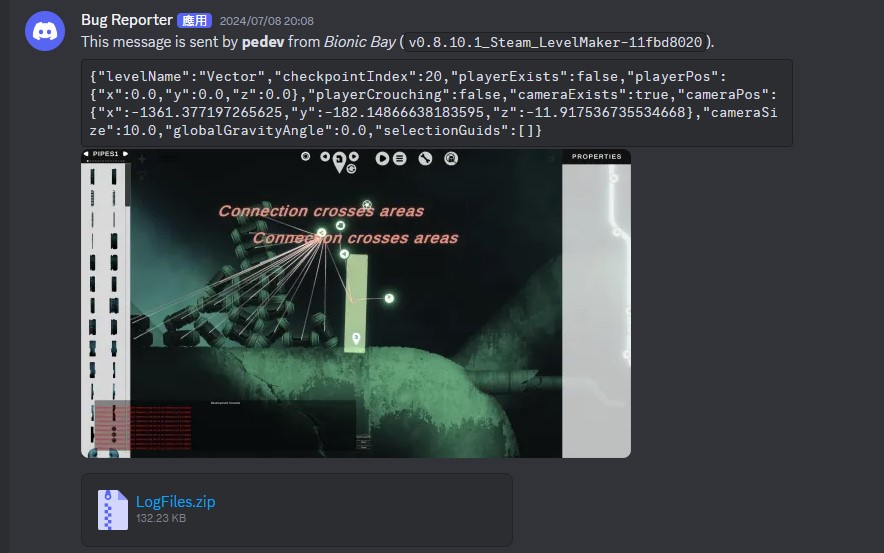 Bug Reporter 應用 2024/07/08 20:08
This message is sent by pedev from Bionic Bay ( v0.8.10.1_Steam_LevelMaker-11fbd8020 ).
{"levelName":"Vector","checkpointIndex":20,"playerExists":false,"playerPos":
{"x":0.0,"y":0.0,"z":0.0},"playerCrouching":false,"cameraExists":true,"cameraPos":
{"x":-1361.377197265625,"y":-182.14866638183595,"z":-11.917536735534668},"cameraSi
ze":10.0,"globalGravityAngle":0.0,"selectionGuids":[]}
PIPES1
PROPERTIES
Connection crosses areas
Connection crosses areas
LogFiles.zip
132.23 KB